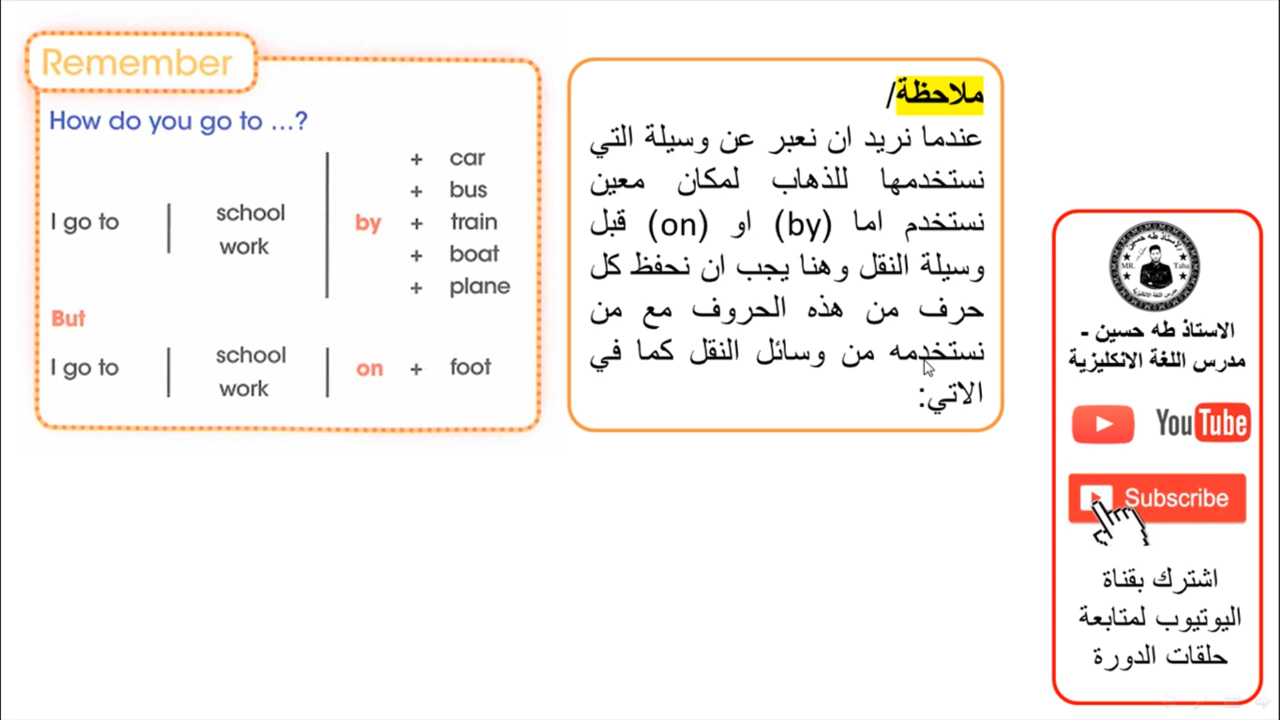 Remember
How do you go to ...?
I go to
school
work
by
+ car
+ bus
+ train
+ boat
+ plane
But
I go to
school
work
on + foot
ملاحظة/
عندما نريد ان نعبر عن وسيلة التي
نستخدمها للذهاب لمكان معين
نستخدم اما (by) او (on) قبل
وسيلة النقل وهنا يجب ان نحفظ كل
حرف من هذه الحروف مع من
نستخدمه من وسائل النقل كما في
الاتي:
MR. Taha
الاستاذ طه حسين -
مدرس اللغة الانكليزية
YouTube
Subscribe
اشترك بقناة
اليوتيوب لمتابعة
حلقات الدورة